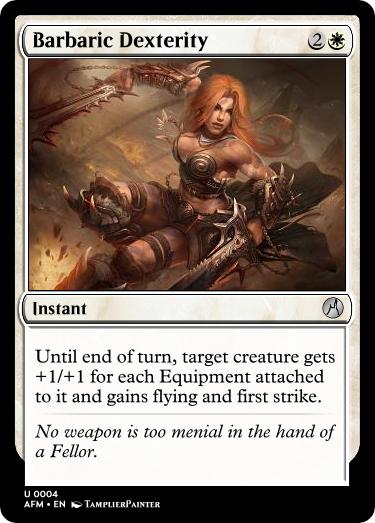 Barbaric Dexterity 2
Instant
Until end of turn, target creature gets
+1/+1 for each Equipment attached
to it and gains flying and first strike.
No weapon is too menial in the hand of
a Fellor.
U 0004
AFM • EN TamplierPainter